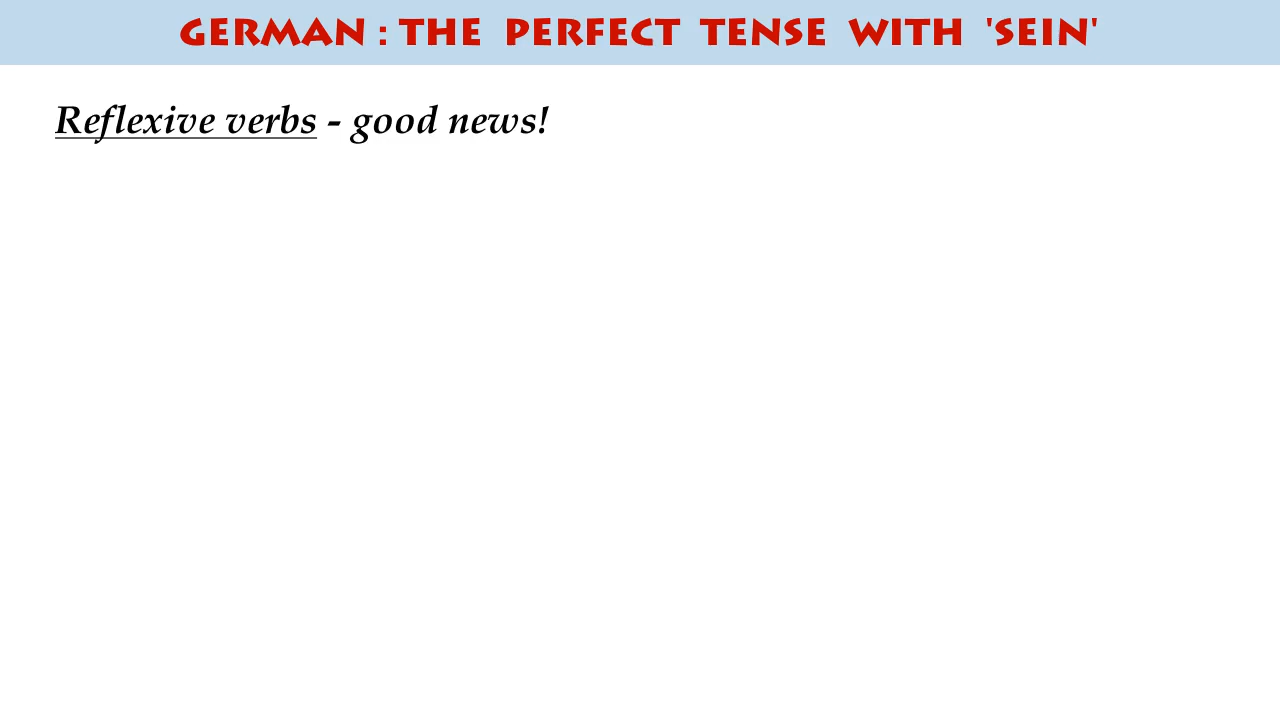 GERMAN : THE PERFECT TENSE WITH 'SEIN'
Reflexive verbs - good news!